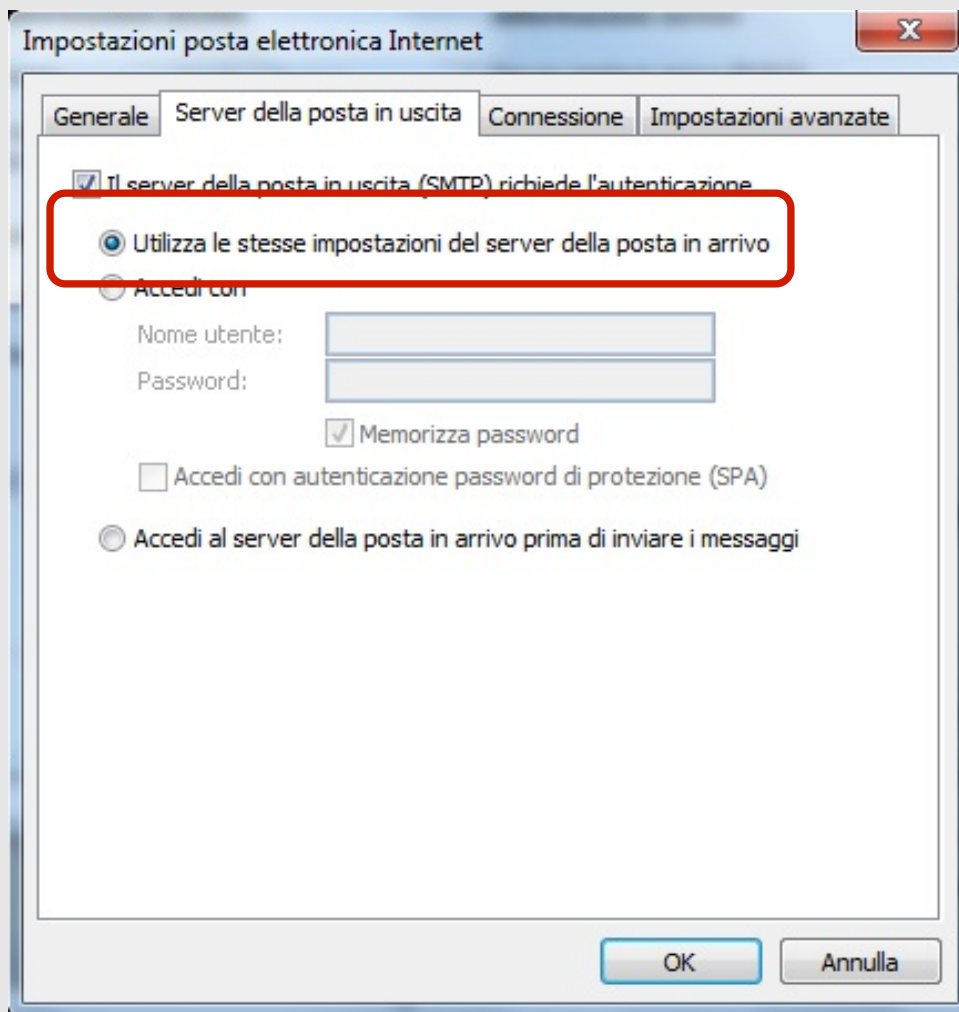 Impostazioni posta elettronica Internet
Generale
Server della posta in uscita
Connessione
Impostazioni avanzate
Il server della posta in uscita (SMTP) richiede l'autenticazione
Utilizza le stesse impostazioni del server della posta in arrivo
Accedi con
Nome utente:
Password:
Memorizza password
Accedi con autenticazione password di protezione (SPA)
Accedi al server della posta in arrivo prima di inviare i messaggi
OK
Annulla